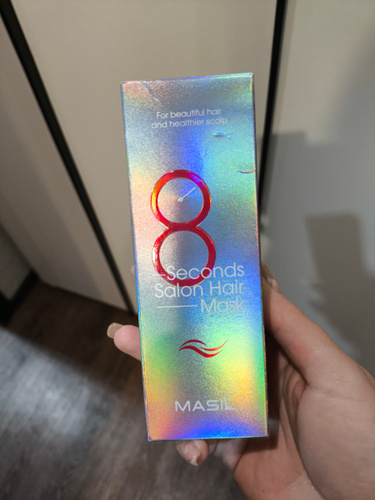 For beautiful hair
and healthier scalp
8
Seconds
Salon Hair
Mask
MASIL